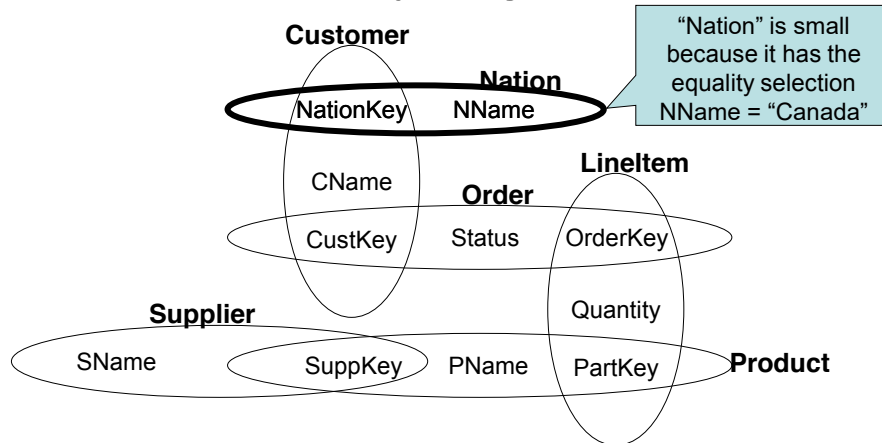 Customer
Nation
"Nation" is small
because it has the
equality selection
NName = "Canada"
NationKey NName
LineItem
CName
Order
CustKey Status OrderKey
Quantity
Supplier
SName SuppKey PName PartKey
Product